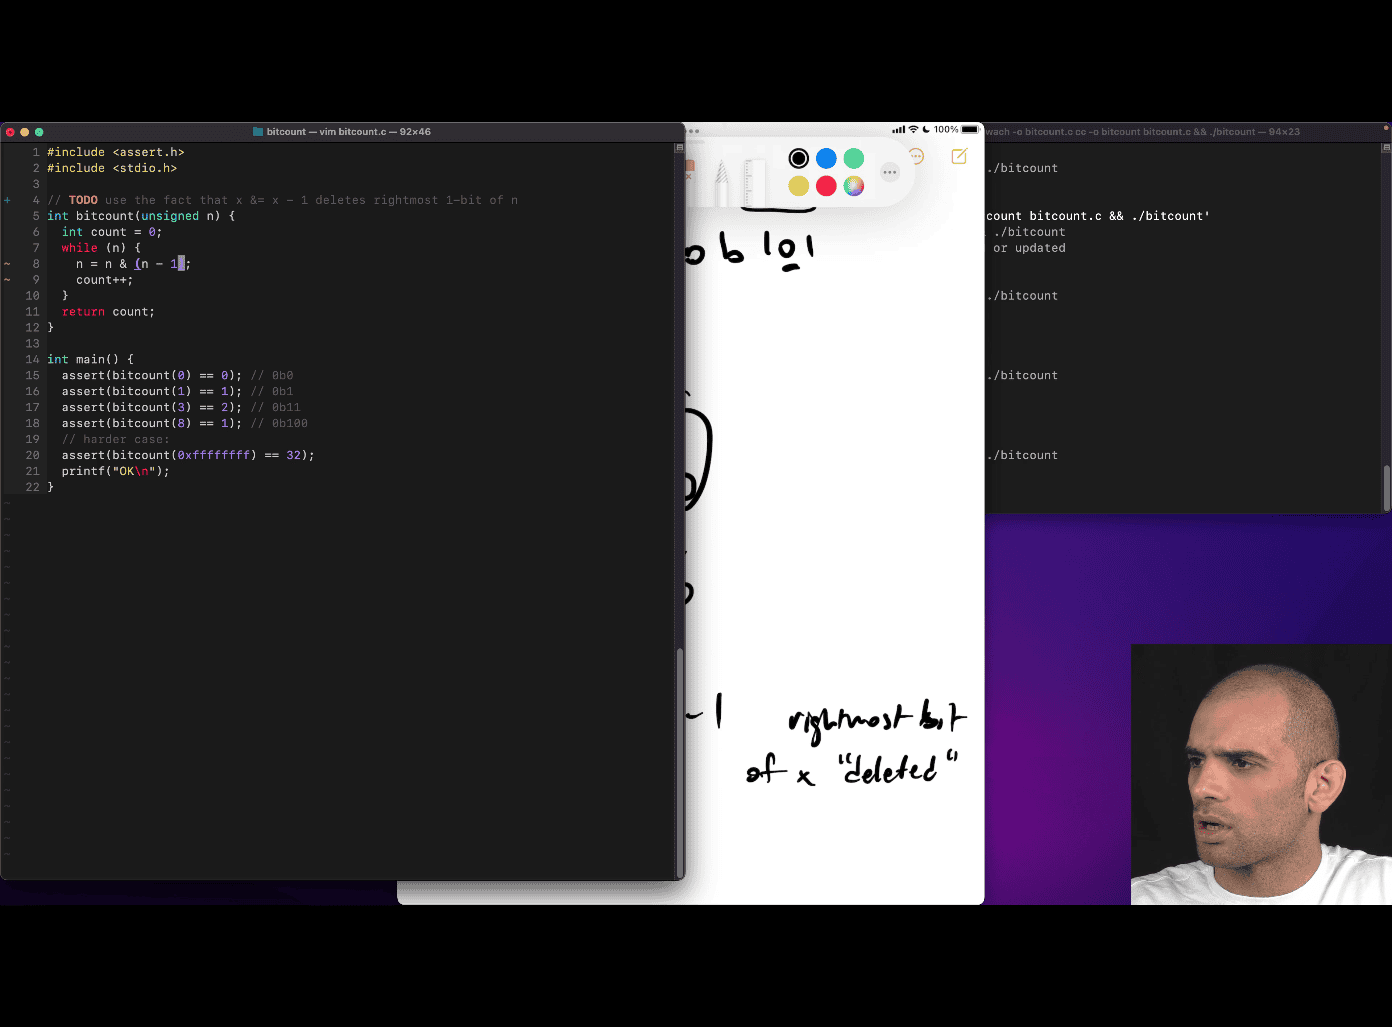 bitcount — vim bitcount.c — 92×46
1 #include <assert.h>
2 #include <stdio.h>
3
4 // TODO use the fact that x &= x - 1 deletes rightmost 1-bit of n
5 int bitcount(unsigned n) {
6 int count = 0;
7 while (n) {
8 n = n & (n - 1);
9 count++;
10 }
11 return count;
12 }
13
14 int main() {
15 assert(bitcount(0) == 0); // 0b0
16 assert(bitcount(1) == 1); // 0b1
17 assert(bitcount(3) == 2); // 0b11
18 assert(bitcount(8) == 1); // 0b100
19 // harder case:
20 assert(bitcount(0xffffffff) == 32);
21 printf("OK\n");
22 }
100%
0b101
- 1 rightmost bit
of x "deleted"
wach -o bitcount.c cc -o bitcount bitcount.c && ./bitcount — 94×23
./bitcount
count bitcount.c && ./bitcount'
./bitcount
or updated
./bitcount
./bitcount
./bitcount